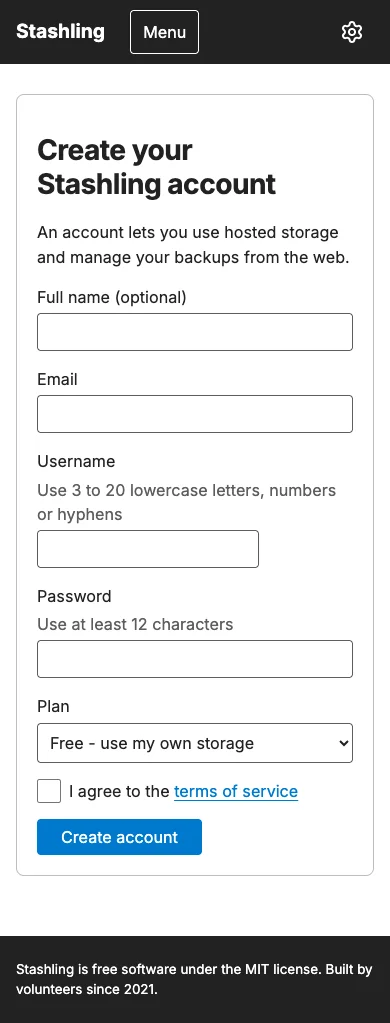 Stashling
Menu
Create your
Stashling account
An account lets you use hosted storage
and manage your backups from the web.
Full name (optional)
Email
Username
Use 3 to 20 lowercase letters, numbers
or hyphens
Password
Use at least 12 characters
Plan
Free - use my own storage
I agree to the terms of service
Create account
Stashling is free software under the MIT license. Built by
volunteers since 2021.